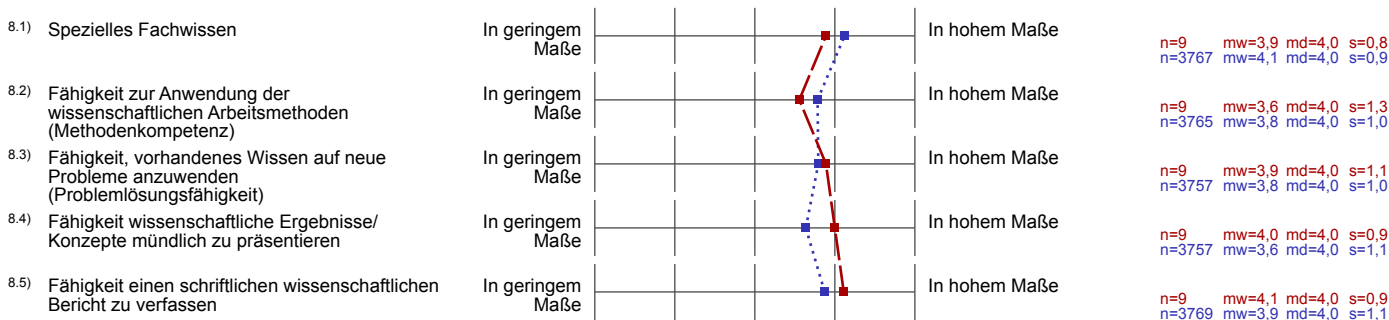 8.1) Spezielles Fachwissen
In geringem
Maße
In hohem Maße
n=9 mw=3,9 md=4,0 s=0,8
n=3767 mw=4,1 md=4,0 s=0,9
8.2) Fähigkeit zur Anwendung der
wissenschaftlichen Arbeitsmethoden
(Methodenkompetenz)
In geringem
Maße
In hohem Maße
n=9 mw=3,6 md=4,0 s=1,3
n=3765 mw=3,8 md=4,0 s=1,0
8.3) Fähigkeit, vorhandenes Wissen auf neue
Probleme anzuwenden
(Problemlösungsfähigkeit)
In geringem
Maße
In hohem Maße
n=9 mw=3,9 md=4,0 s=1,1
n=3757 mw=3,8 md=4,0 s=1,0
8.4) Fähigkeit wissenschaftliche Ergebnisse/
Konzepte mündlich zu präsentieren
In geringem
Maße
In hohem Maße
n=9 mw=4,0 md=4,0 s=0,9
n=3757 mw=3,6 md=4,0 s=1,1
8.5) Fähigkeit einen schriftlichen wissenschaftlichen
Bericht zu verfassen
In geringem
Maße
In hohem Maße
n=9 mw=4,1 md=4,0 s=0,9
n=3769 mw=3,9 md=4,0 s=1,1